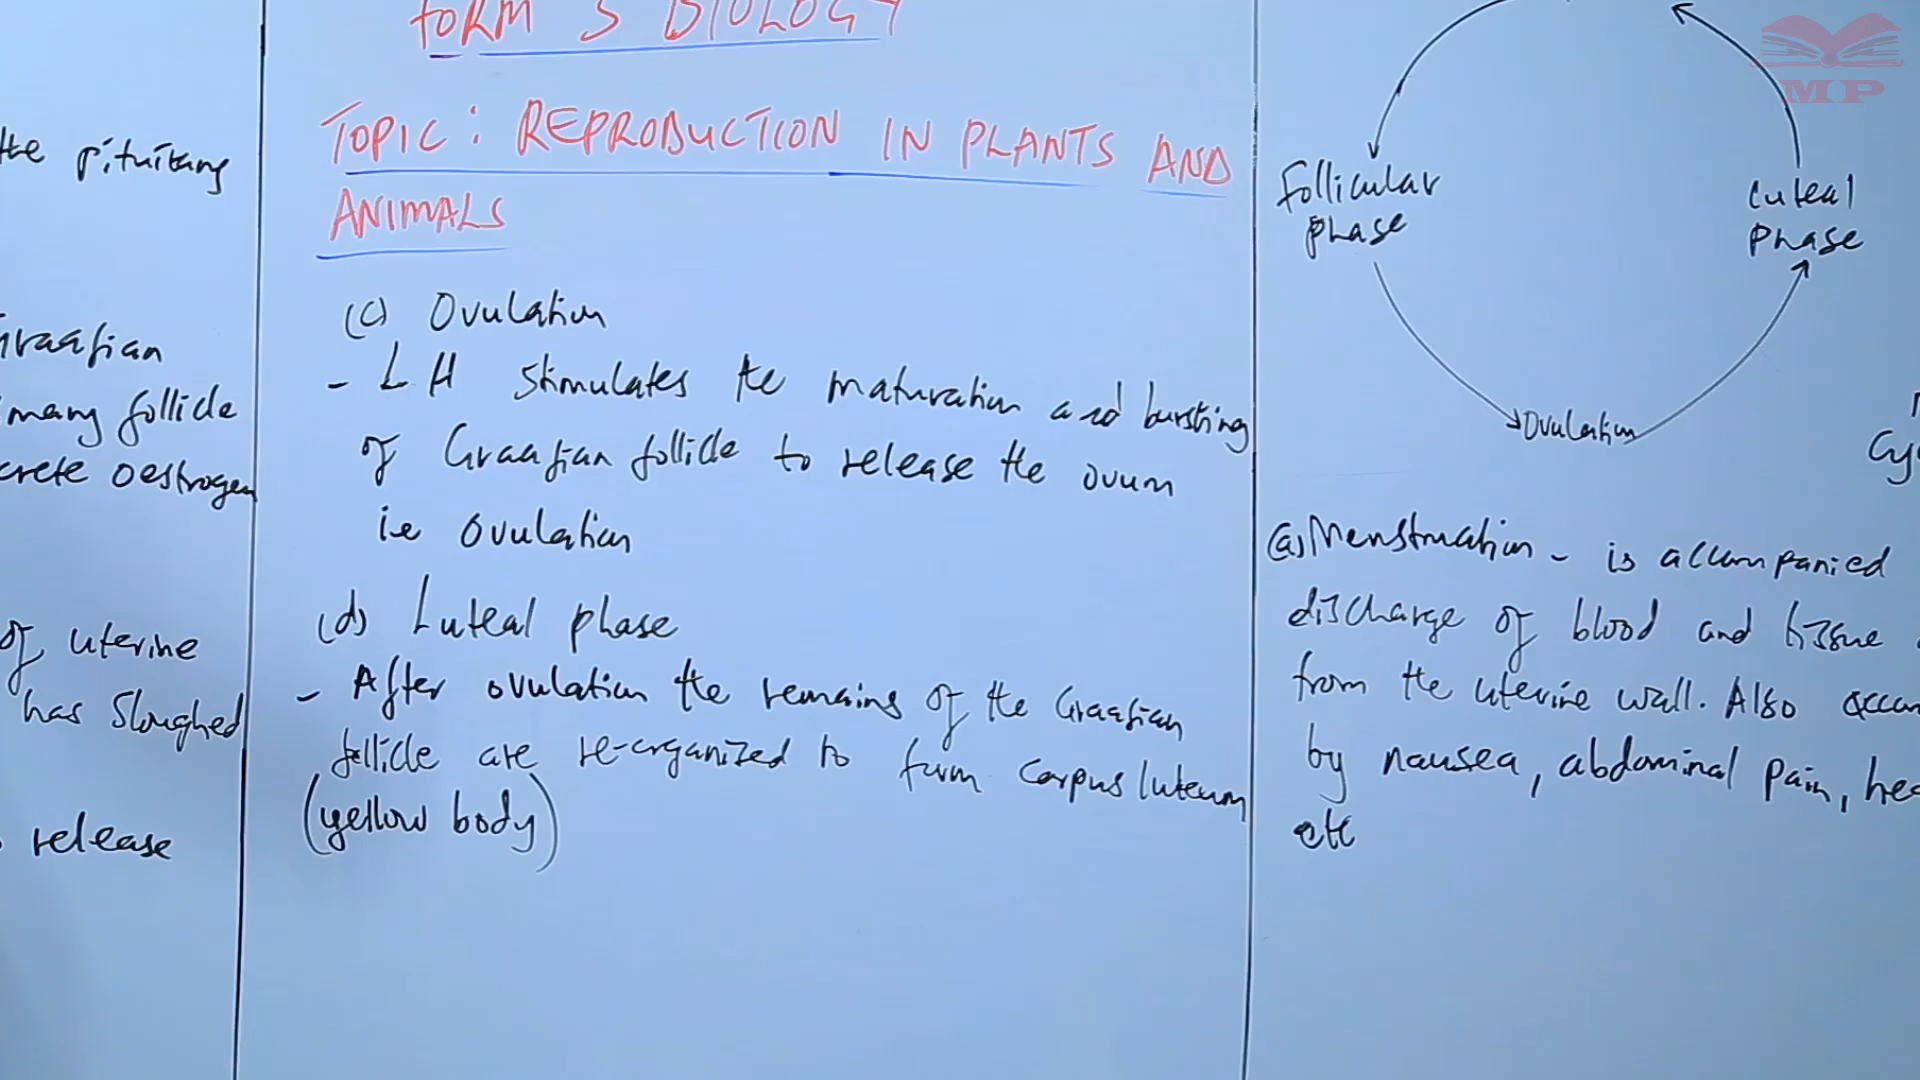 the pituitary
Graafian
many follicle
crete oestrogen
of uterine
has Sloughed
release
FORM 3 BIOLOGY
TOPIC: REPRODUCTION IN PLANTS AND
ANIMALS
(c) Ovulation
- LH stimulates the maturation and bursting
of Graafian follicle to release the ovum
i.e ovulation
(d) Luteal phase
- After ovulation the remains of the Graafian
follicle are re-organized to form corpus luteum
(yellow body)
Follicular
phase
Luteal
Phase
Ovulation
Cy
(a) Menstruation - is accompanied
discharge of blood and tissue
from the uterine wall. Also
by nausea, abdominal pain, hea
etc
MP